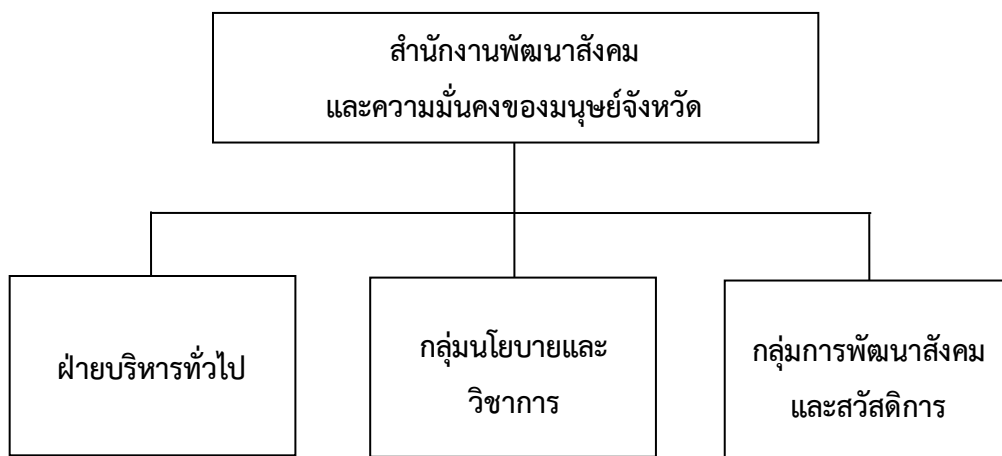 สำนักงานพัฒนาสังคม
และความมั่นคงของมนุษย์จังหวัด
ฝ่ายบริหารทั่วไป
กลุ่มนโยบายและ
วิชาการ
กลุ่มการพัฒนาสังคม
และสวัสดิการ